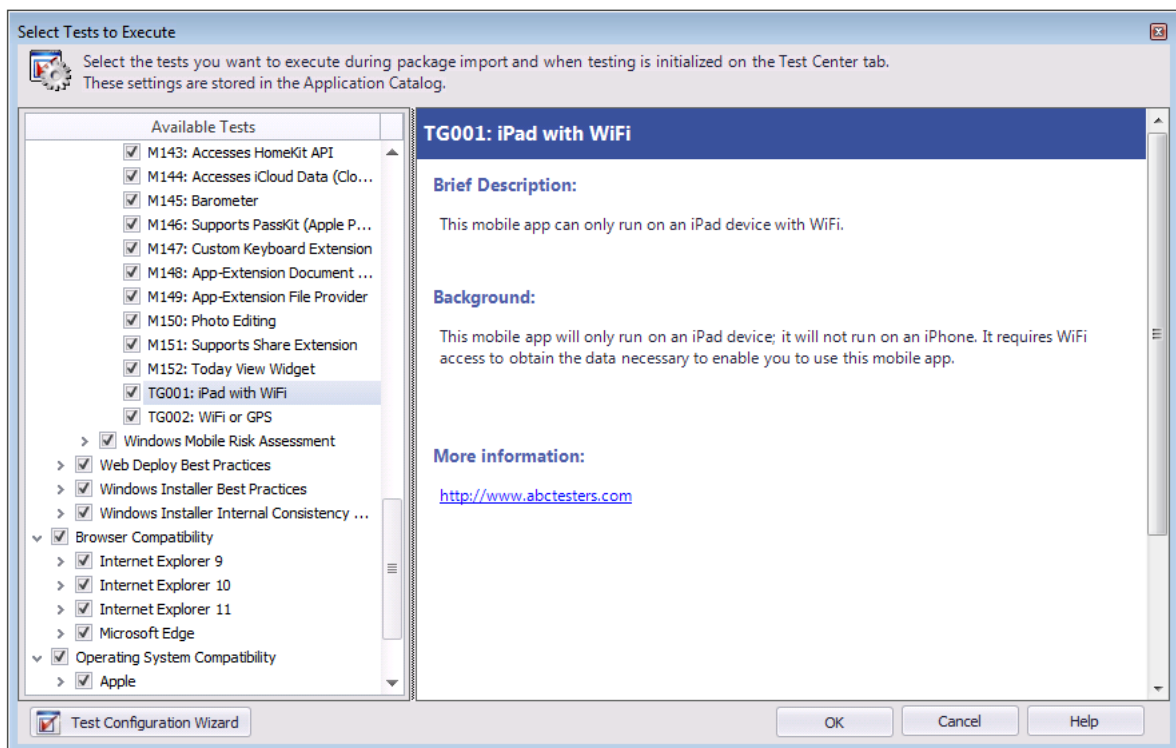 Select Tests to Execute
Select the tests you want to execute during package import and when testing is initialized on the Test Center tab.
These settings are stored in the Application Catalog.
Available Tests
M143: Accesses HomeKit API
M144: Accesses iCloud Data (Clo...
M145: Barometer
M146: Supports PassKit (Apple P...
M147: Custom Keyboard Extension
M148: App-Extension Document ...
M149: App-Extension File Provider
M150: Photo Editing
M151: Supports Share Extension
M152: Today View Widget
TG001: iPad with WiFi
TG002: WiFi or GPS
Windows Mobile Risk Assessment
Web Deploy Best Practices
Windows Installer Best Practices
Windows Installer Internal Consistency ...
Browser Compatibility
Internet Explorer 9
Internet Explorer 10
Internet Explorer 11
Microsoft Edge
Operating System Compatibility
Apple
TG001: iPad with WiFi
Brief Description:
This mobile app can only run on an iPad device with WiFi.
Background:
This mobile app will only run on an iPad device; it will not run on an iPhone. It requires WiFi
access to obtain the data necessary to enable you to use this mobile app.
More information:
http://www.abctesters.com
Test Configuration Wizard
OK
Cancel
Help